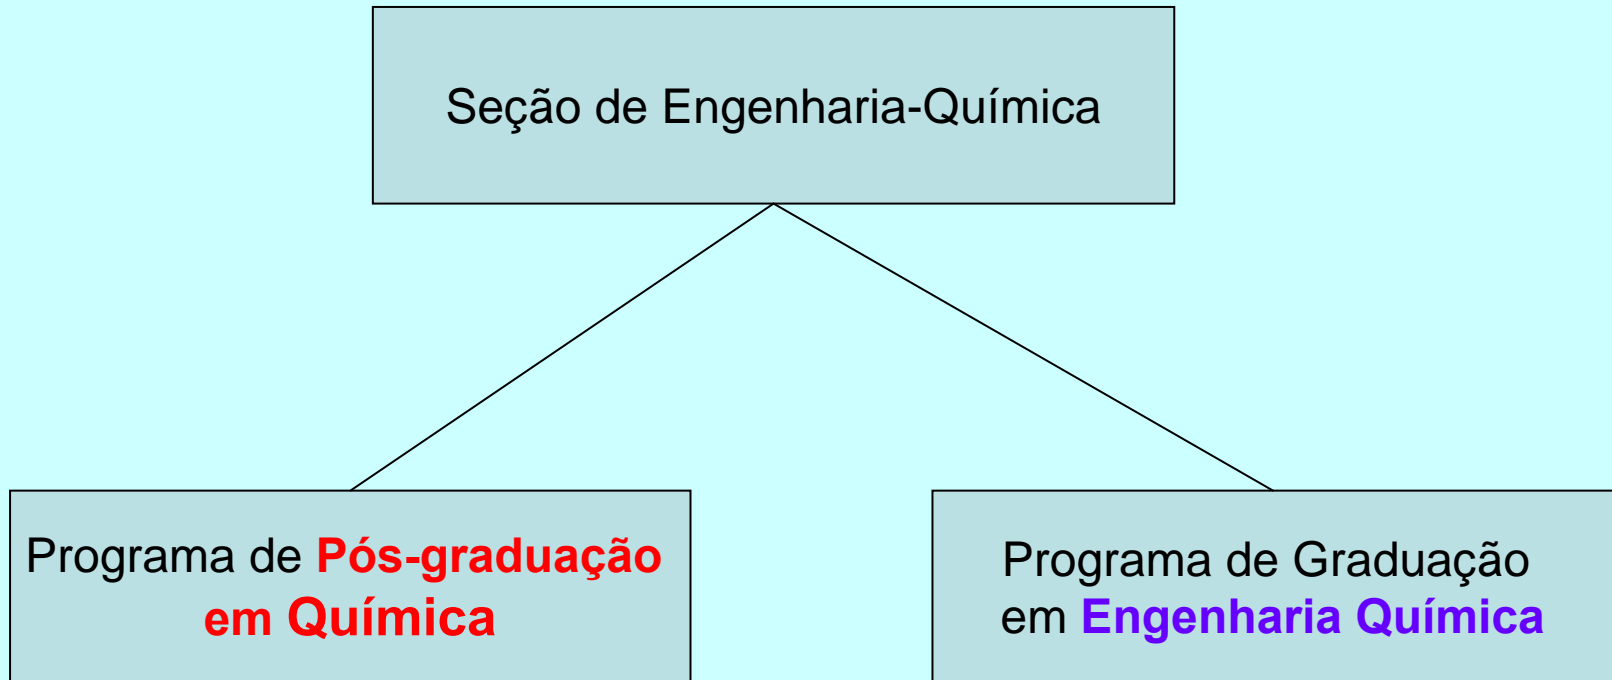 Seção de Engenharia-Química
Programa de Pós-graduação
em Química
Programa de Graduação
em Engenharia Química